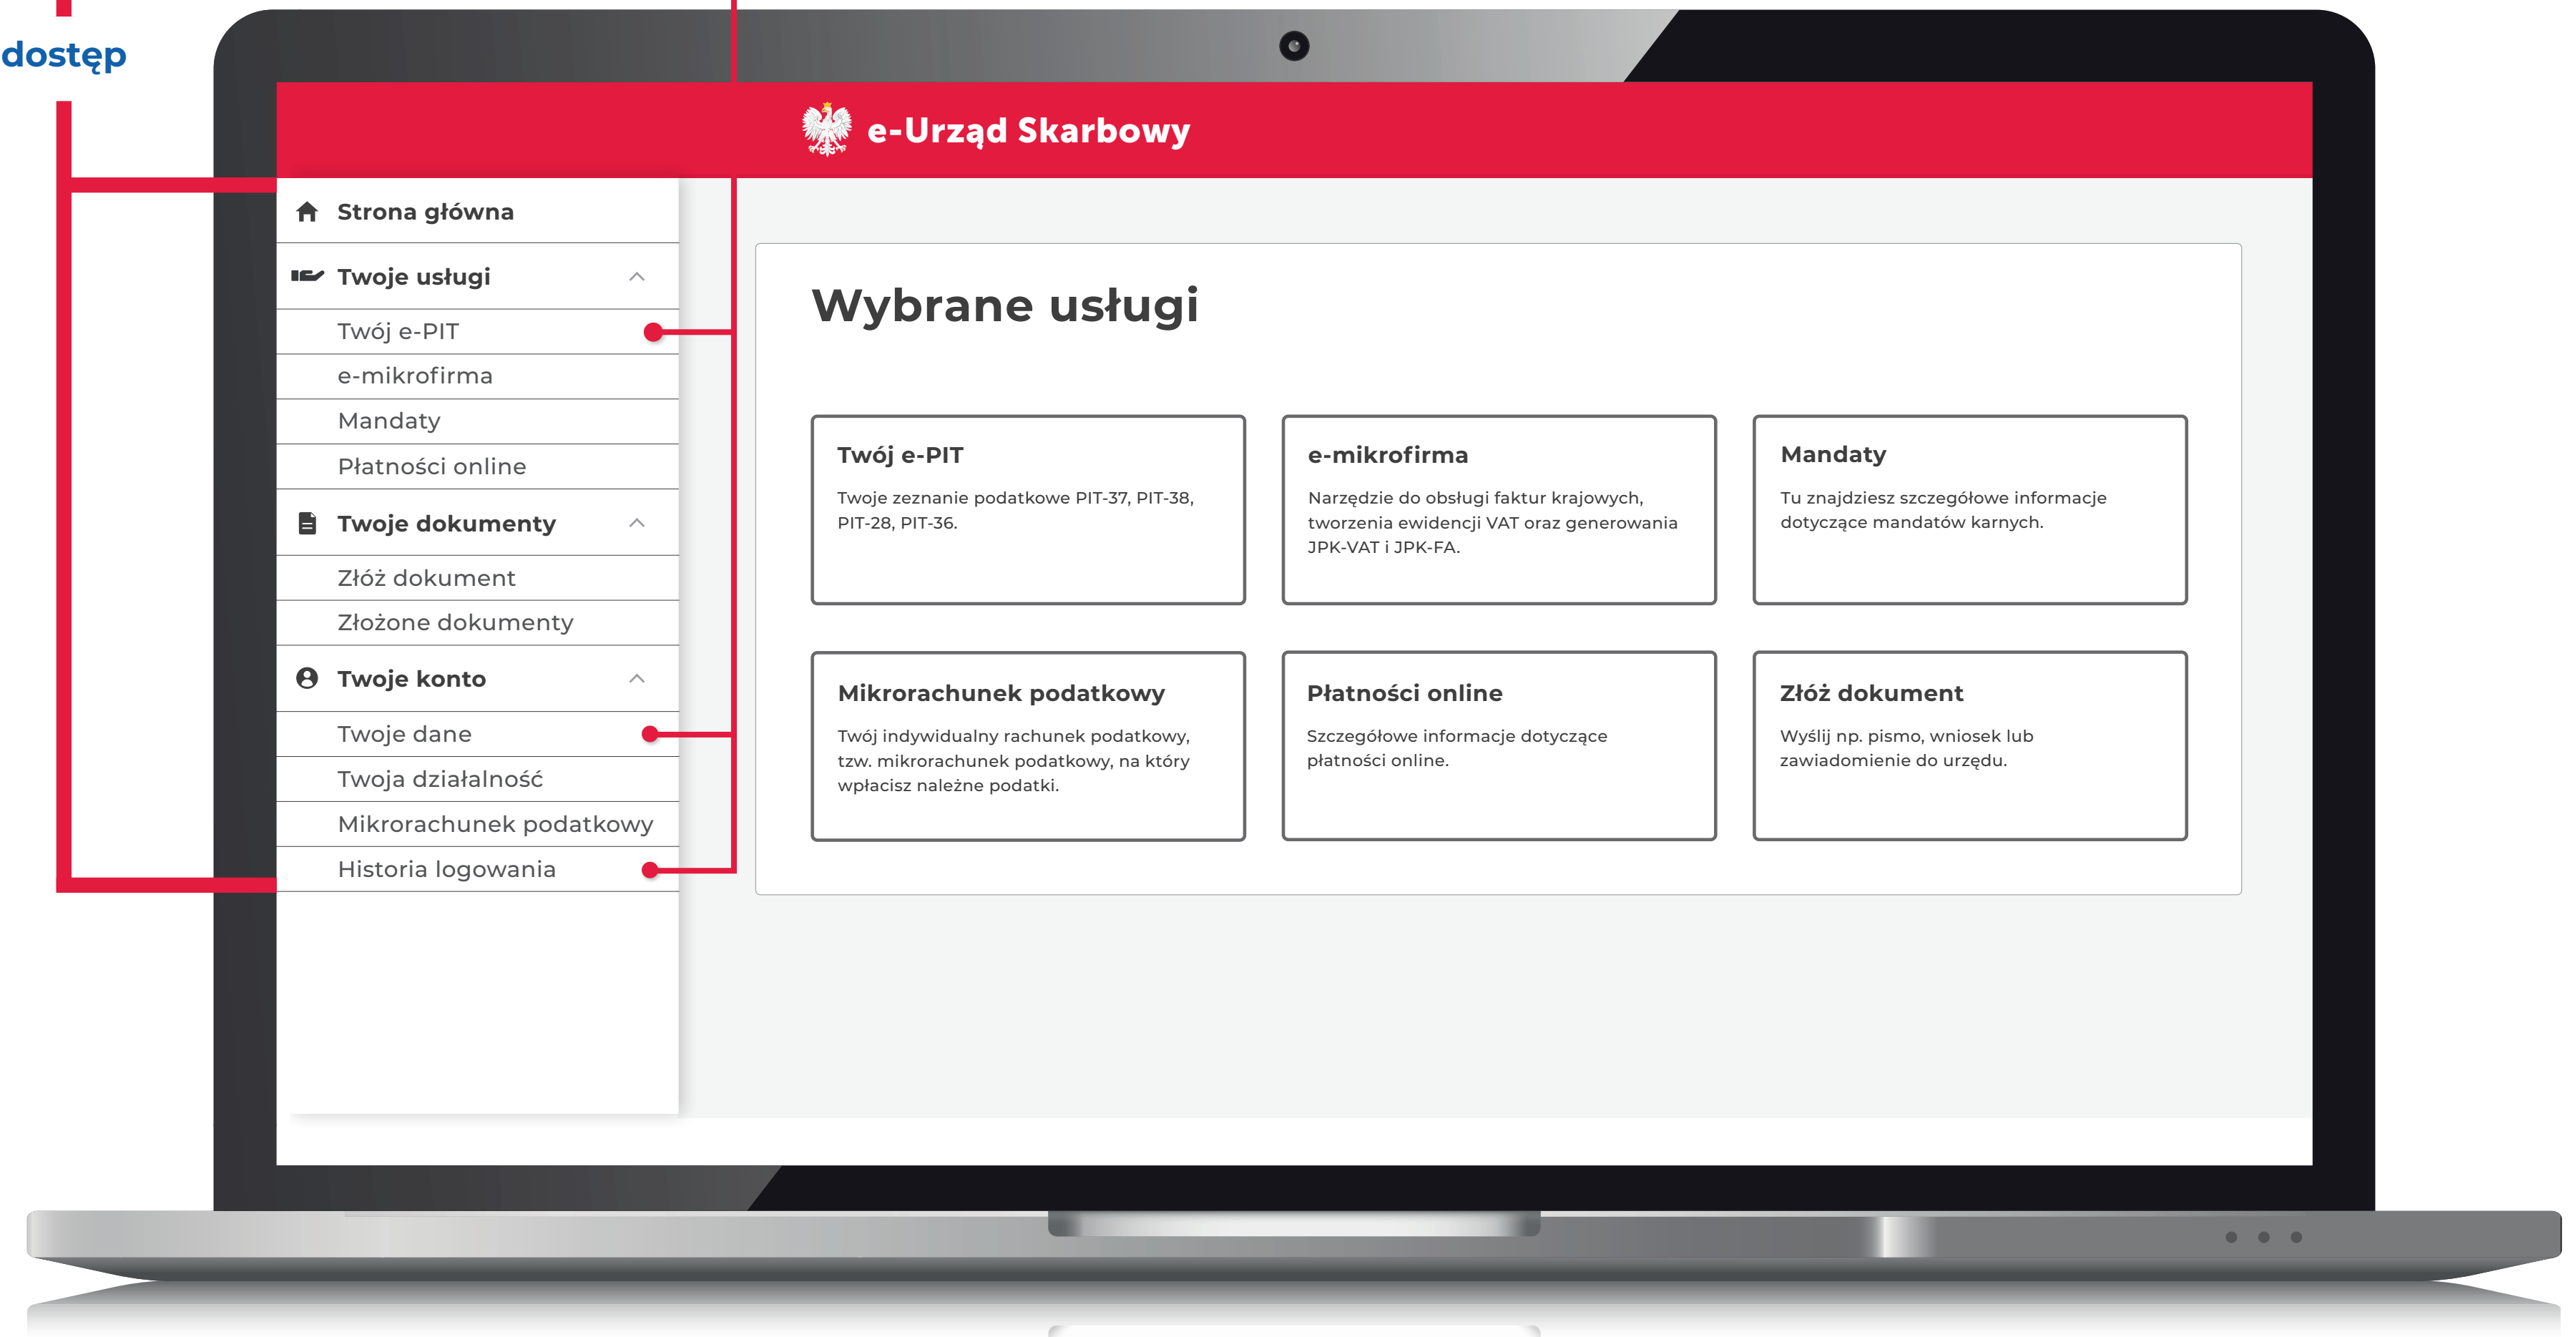 dostęp
e-Urząd Skarbowy
Strona główna
Twoje usługi
Twój e-PIT
e-mikrofirma
Mandaty
Płatności online
Twoje dokumenty
Złóż dokument
Złożone dokumenty
Twoje konto
Twoje dane
Twoja działalność
Mikrorachunek podatkowy
Historia logowania
Wybrane usługi
Twój e-PIT
Twoje zeznanie podatkowe PIT-37, PIT-38,
PIT-28, PIT-36.
e-mikrofirma
Narzędzie do obsługi faktur krajowych,
tworzenia ewidencji VAT oraz generowania
JPK-VAT i JPK-FA.
Mandaty
Tu znajdziesz szczegółowe informacje
dotyczące mandatów karnych.
Mikrorachunek podatkowy
Twój indywidualny rachunek podatkowy,
tzw. mikrorachunek podatkowy, na który
wpłacisz należne podatki.
Płatności online
Szczegółowe informacje dotyczące
płatności online.
Złóż dokument
Wyślij np. pismo, wniosek lub
zawiadomienie do urzędu.